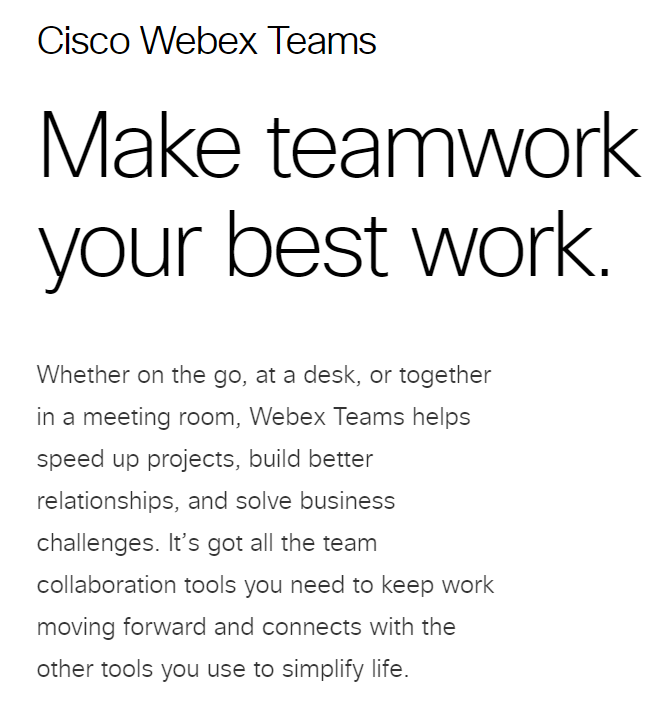 Cisco Webex Teams
Make teamwork
your best work.
Whether on the go, at a desk, or together
in a meeting room, Webex Teams helps
speed up projects, build better
relationships, and solve business
challenges. It’s got all the team
collaboration tools you need to keep work
moving forward and connects with the
other tools you use to simplify life.